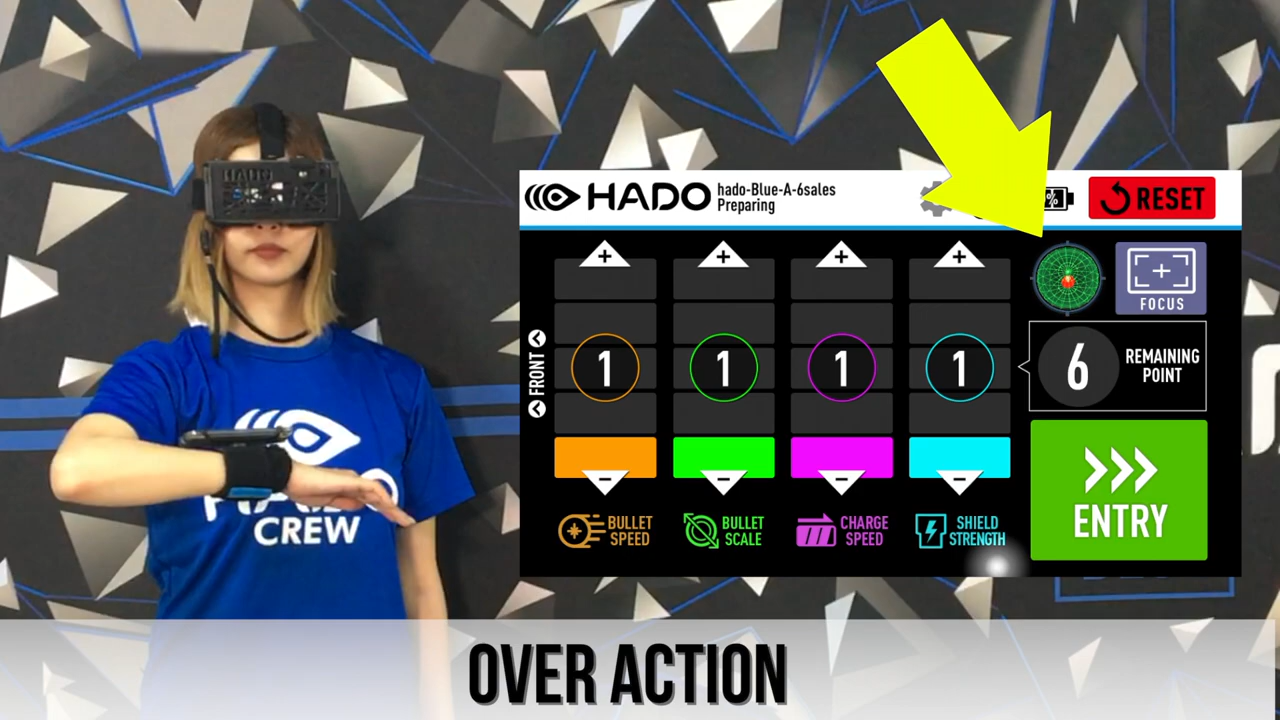 HADO
CREW
HADO
hado-Blue-A-6sales
Preparing
%
RESET
+ + + +
FOCUS
FRONT
1 1 1 1
6
REMAINING
POINT
- - - -
BULLET
SPEED
BULLET
SCALE
CHARGE
SPEED
SHIELD
STRENGTH
ENTRY
OVER ACTION